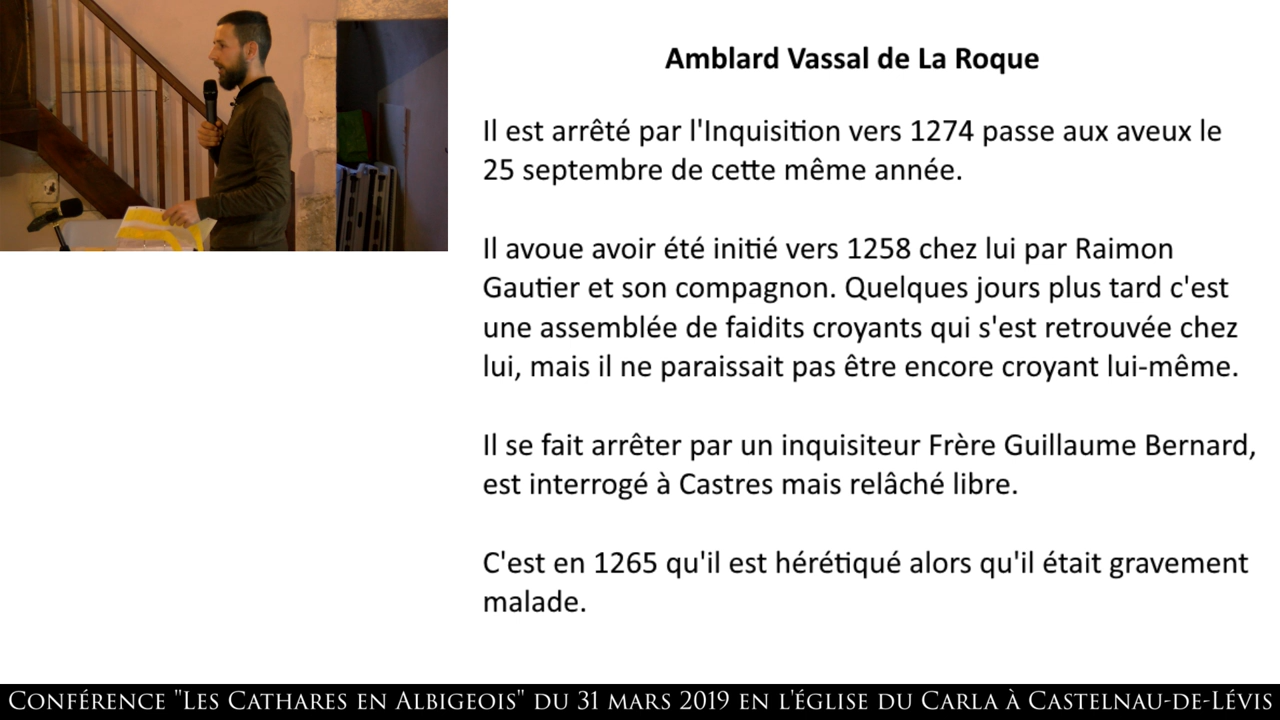 Amblard Vassal de La Roque
Il est arrêté par l'Inquisition vers 1274 passe aux aveux le
25 septembre de cette même année.
Il avoue avoir été initié vers 1258 chez lui par Raimon
Gautier et son compagnon. Quelques jours plus tard c'est
une assemblée de faidits croyants qui s'est retrouvée chez
lui, mais il ne paraissait pas être encore croyant lui-même.
Il se fait arrêter par un inquisiteur Frère Guillaume Bernard,
est interrogé à Castres mais relâché libre.
C'est en 1265 qu'il est hérétiqué alors qu'il était gravement
malade.
Conférence "Les Cathares en Albigeois" du 31 mars 2019 en l'église du Carla à Castelnau-de-Lévis